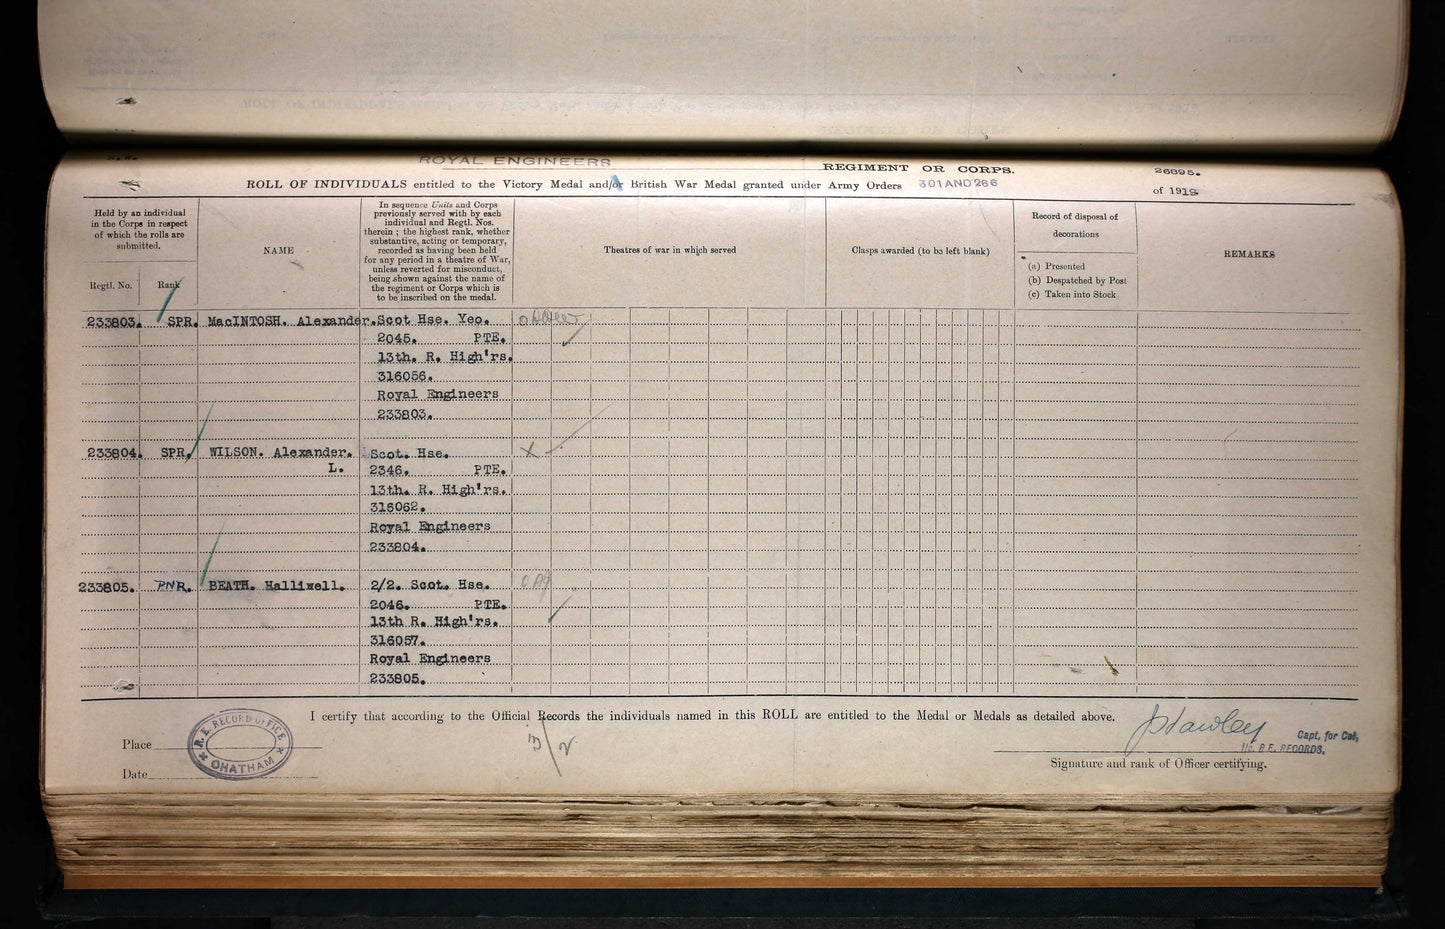 ROYAL ENGINEERS
REGIMENT OR CORPS.
26895.
ROLL OF INDIVIDUALS entitled to the Victory Medal and/or British War Medal granted under Army Orders 301 AND 266 of 1919.
Held by an individual
in the Corps in respect
of which the rolls are
submitted.
Regtl. No.
Rank
NAME
In sequence Units and Corps
previously served with by each
individual and Regtl. Nos.
therein ; the highest rank, whether
substantive, acting or temporary,
recorded as having been held
for any period in a theatre of War,
unless reverted for misconduct,
being shown against the name of
the regiment or Corps which is
to be inscribed on the medal.
Theatres of war in which served
Clasps awarded (to be left blank)
Record of disposal of
decorations
(a) Presented
(b) Despatched by Post
(c) Taken into Stock
REMARKS
233803. SPR. MacINTOSH. Alexander. Scot Hse. Yeo.
2045. PTE.
13th. R. High'rs.
316056.
Royal Engineers
233803.
233804. SPR. WILSON. Alexander. Scot. Hse. X
L. 2346. PTE.
13th. R. High'rs.
316062.
Royal Engineers
233804.
233805. PNR. BEATH. Halliwell. 2/2. Scot. Hse.
2046. PTE.
13th R. High'rs.
316057.
Royal Engineers
233805.
I certify that according to the Official Records the individuals named in this ROLL are entitled to the Medal or Medals as detailed above.
Place
R. E. RECORD OFFICE
CHATHAM
Date
3/2
Capt. for Col.
I/c. R.E. RECORDS.
Signature and rank of Officer certifying.